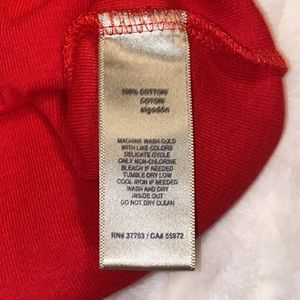 100% COTTON/
COTON/
algodón
MACHINE WASH COLD
WITH LIKE COLORS
DELICATE CYCLE
ONLY NON-CHLORINE
BLEACH IF NEEDED
TUMBLE DRY LOW
COOL IRON IF NEEDED
WASH AND DRY
INSIDE OUT
DO NOT DRY CLEAN
RN# 37763 / CA# 55972